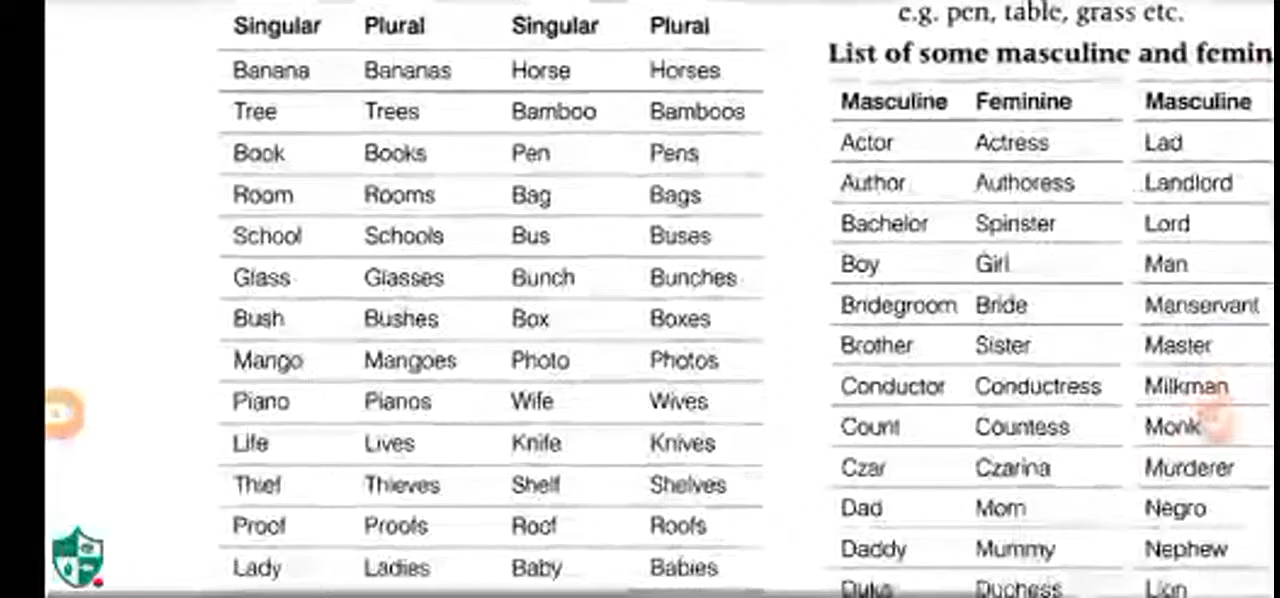 Singular Plural Singular Plural
Banana Bananas Horse Horses
Tree Trees Bamboo Bamboos
Book Books Pen Pens
Room Rooms Bag Bags
School Schools Bus Buses
Glass Glasses Bunch Bunches
Bush Bushes Box Boxes
Mango Mangoes Photo Photos
Piano Pianos Wife Wives
Life Lives Knife Knives
Thief Thieves Shelf Shelves
Proof Proofs Roof Roofs
Lady Ladies Baby Babies
e.g. pen, table, grass etc.
List of some masculine and femin
Masculine Feminine Masculine
Actor Actress Lad
Author Authoress Landlord
Bachelor Spinster Lord
Boy Girl Man
Bridegroom Bride Manservant
Brother Sister Master
Conductor Conductress Milkman
Count Countess Monk
Czar Czarina Murderer
Dad Mom Negro
Daddy Mummy Nephew
Duke Duchess Lion